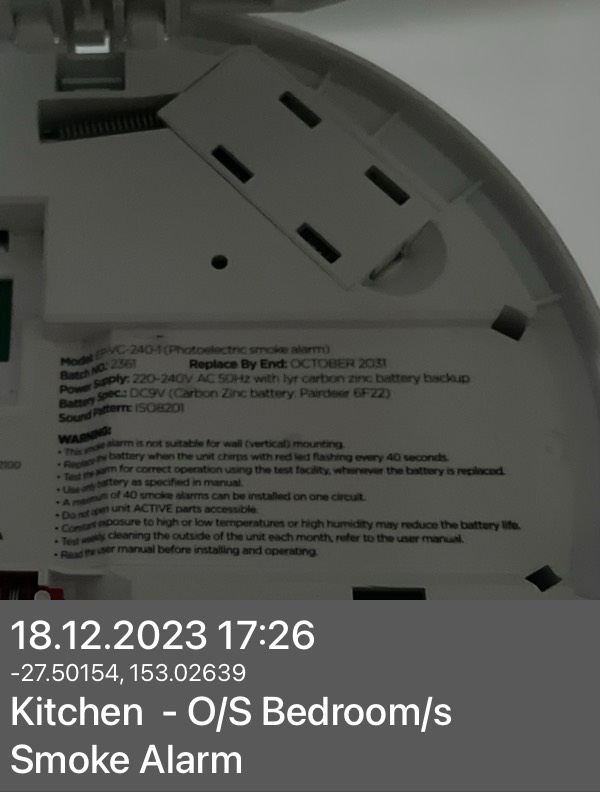 Model: PVC-240-1 (Photoelectric smoke alarm)
Batch NO: 2361 Replace By End: OCTOBER 2031
Power Supply: 220-240V AC 50Hz with 1yr carbon zinc battery backup
Battery Spec.: DC9V (Carbon Zinc battery: Pairdeer 6F22)
Sound Pattern: ISO8201
WARNING:
• This smoke alarm is not suitable for wall (vertical) mounting.
• Replace the battery when the unit chirps with red led flashing every 40 seconds.
• Test the alarm for correct operation using the test facility, whenever the battery is replaced.
• Use only battery as specified in manual.
• A maximum of 40 smoke alarms can be installed on one circuit.
• Do not open unit ACTIVE parts accessible.
• Constant exposure to high or low temperatures or high humidity may reduce the battery life.
• Test weekly, cleaning the outside of the unit each month, refer to the user manual.
• Read the user manual before installing and operating.
18.12.2023 17:26
-27.50154, 153.02639
Kitchen - O/S Bedroom/s
Smoke Alarm